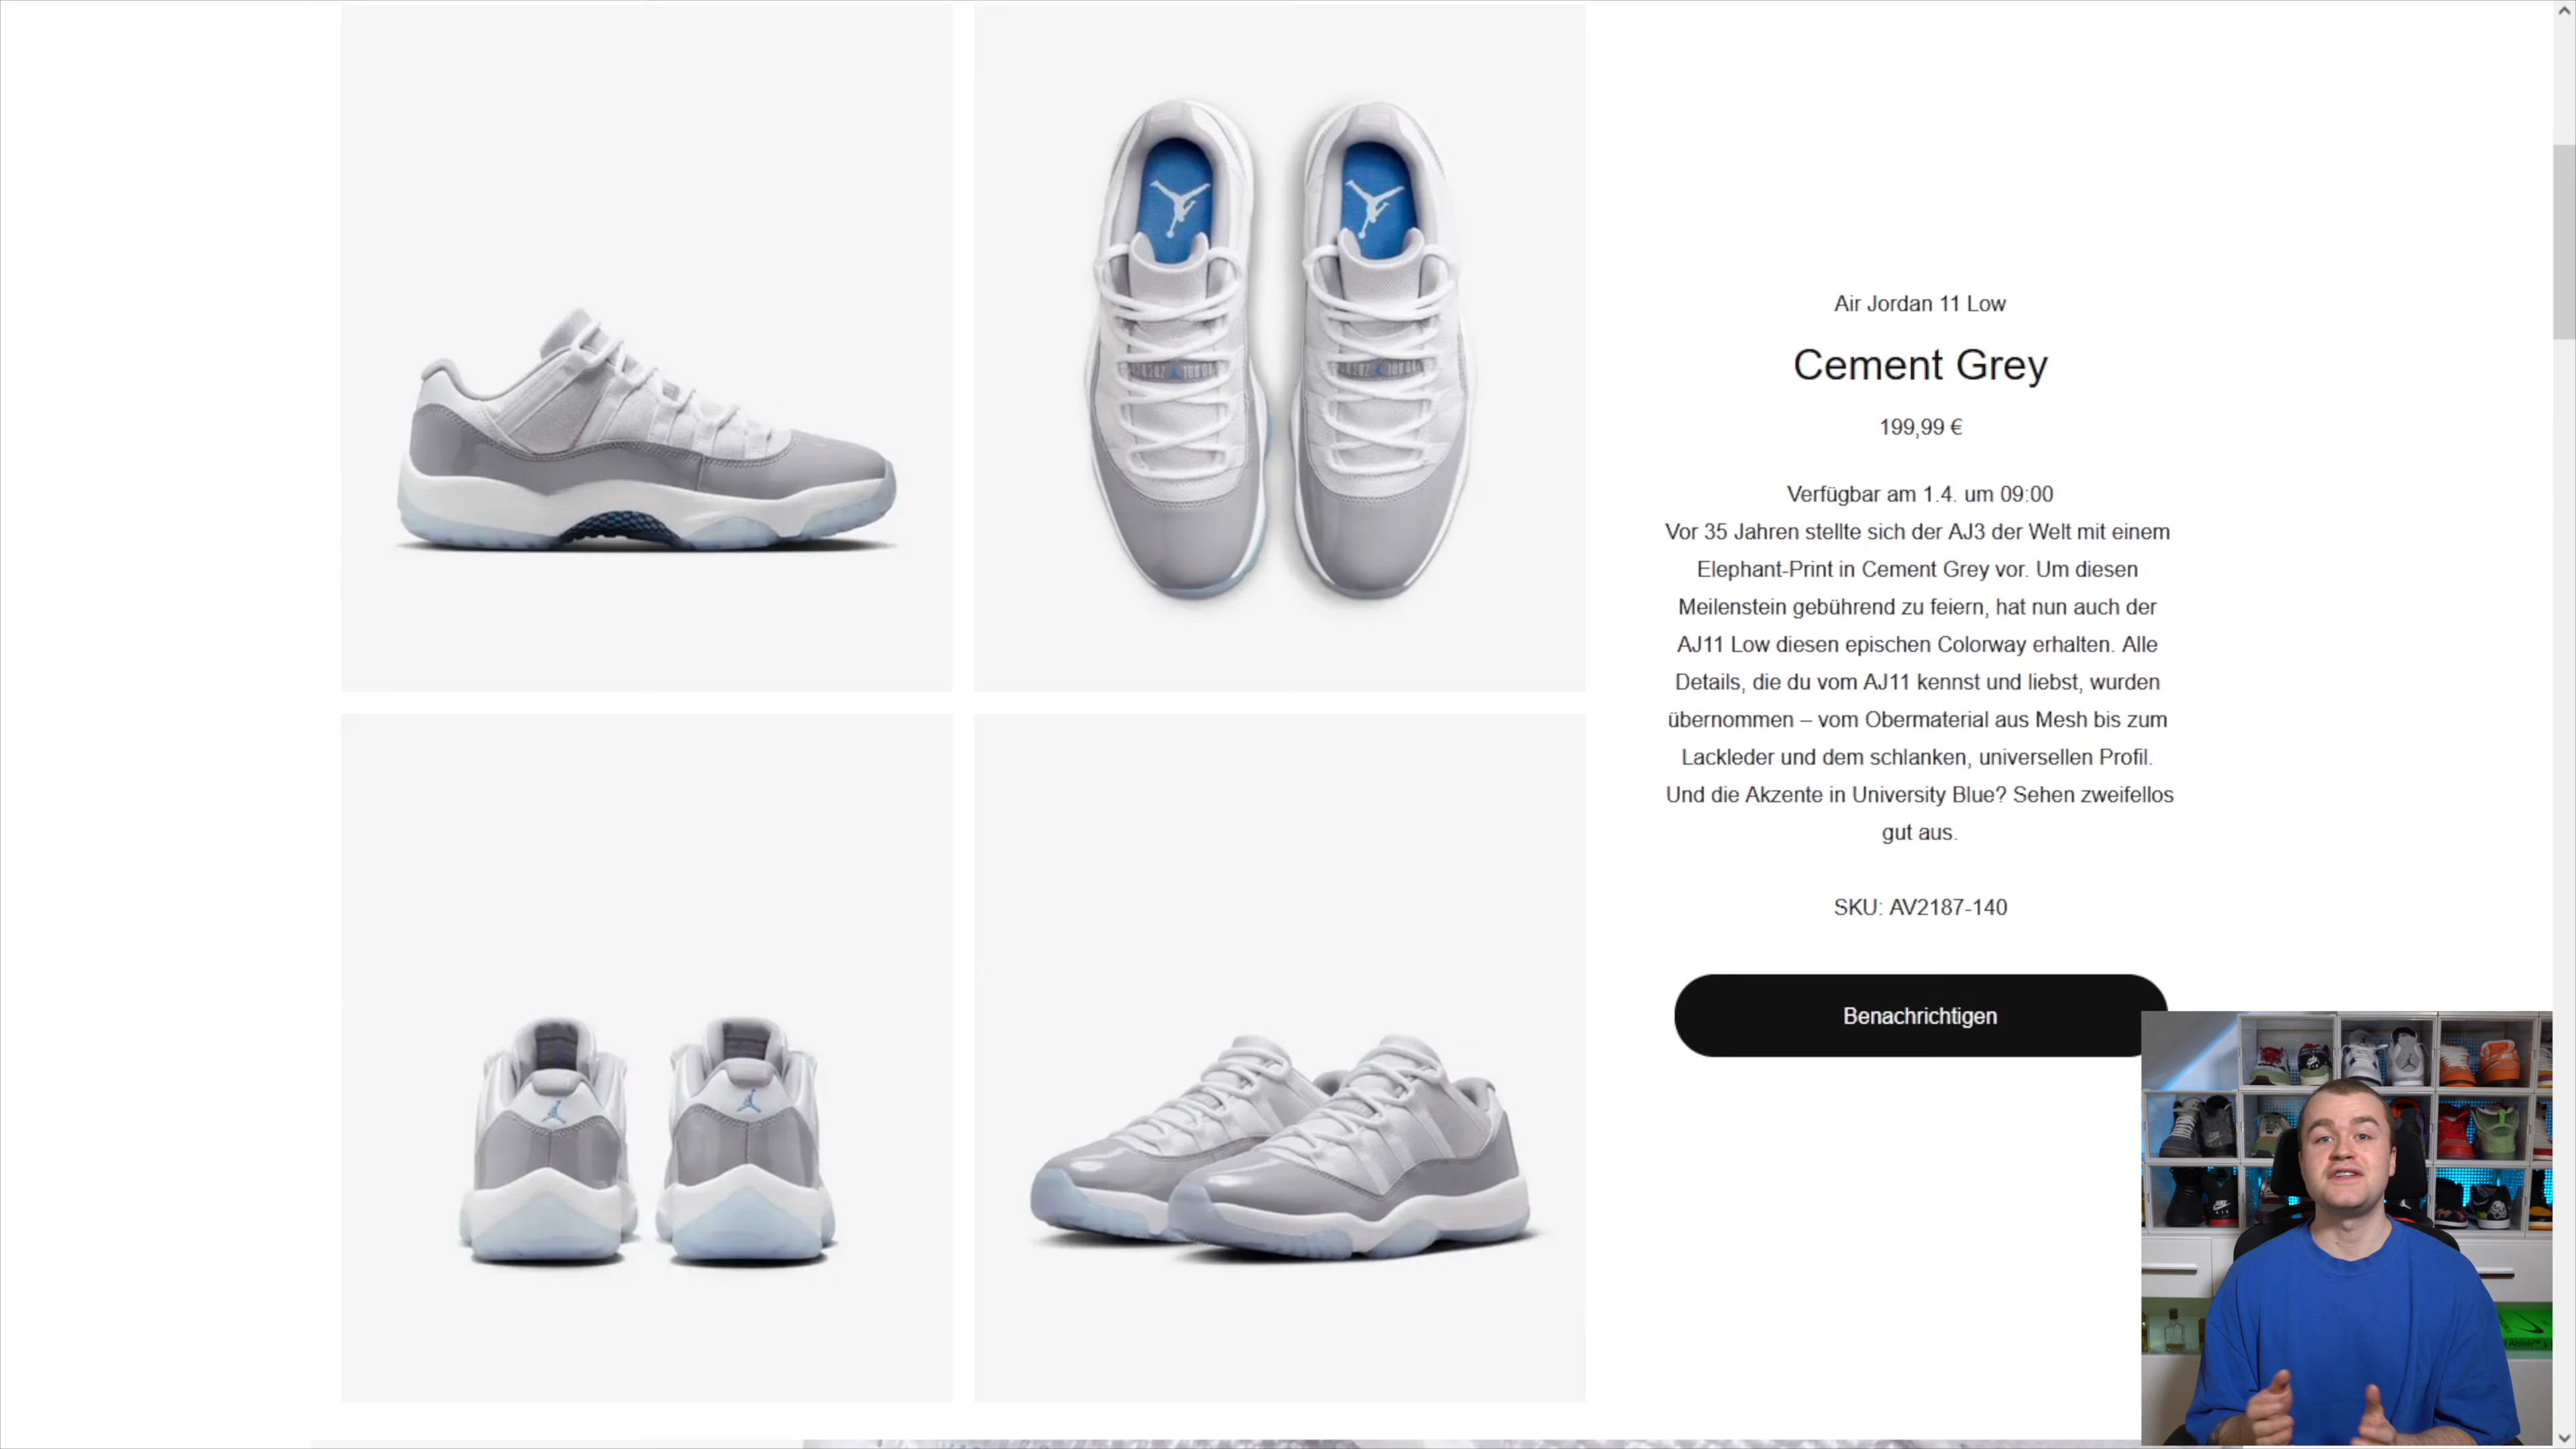 Air Jordan 11 Low
Cement Grey
199,99 €
Verfügbar am 1.4. um 09:00
Vor 35 Jahren stellte sich der AJ3 der Welt mit einem
Elephant-Print in Cement Grey vor. Um diesen
Meilenstein gebührend zu feiern, hat nun auch der
AJ11 Low diesen epischen Colorway erhalten. Alle
Details, die du vom AJ11 kennst und liebst, wurden
übernommen – vom Obermaterial aus Mesh bis zum
Lackleder und dem schlanken, universellen Profil.
Und die Akzente in University Blue? Sehen zweifellos
gut aus.
SKU: AV2187-140
Benachrichtigen